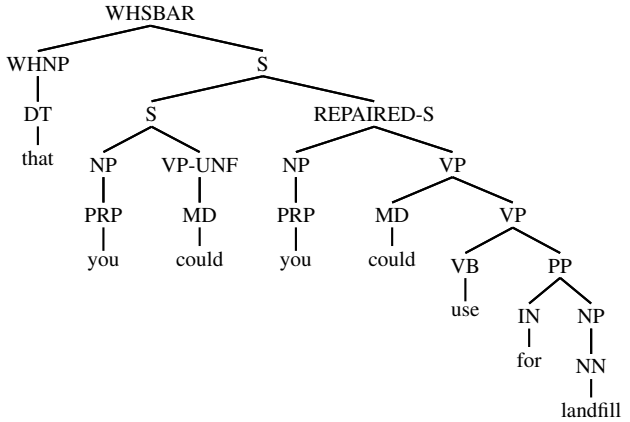 WHSBAR
WHNP S
DT S REPAIRED-S
that NP VP-UNF NP VP
PRP MD PRP MD VP
you could you could VB PP
use IN NP
for NN
landfill